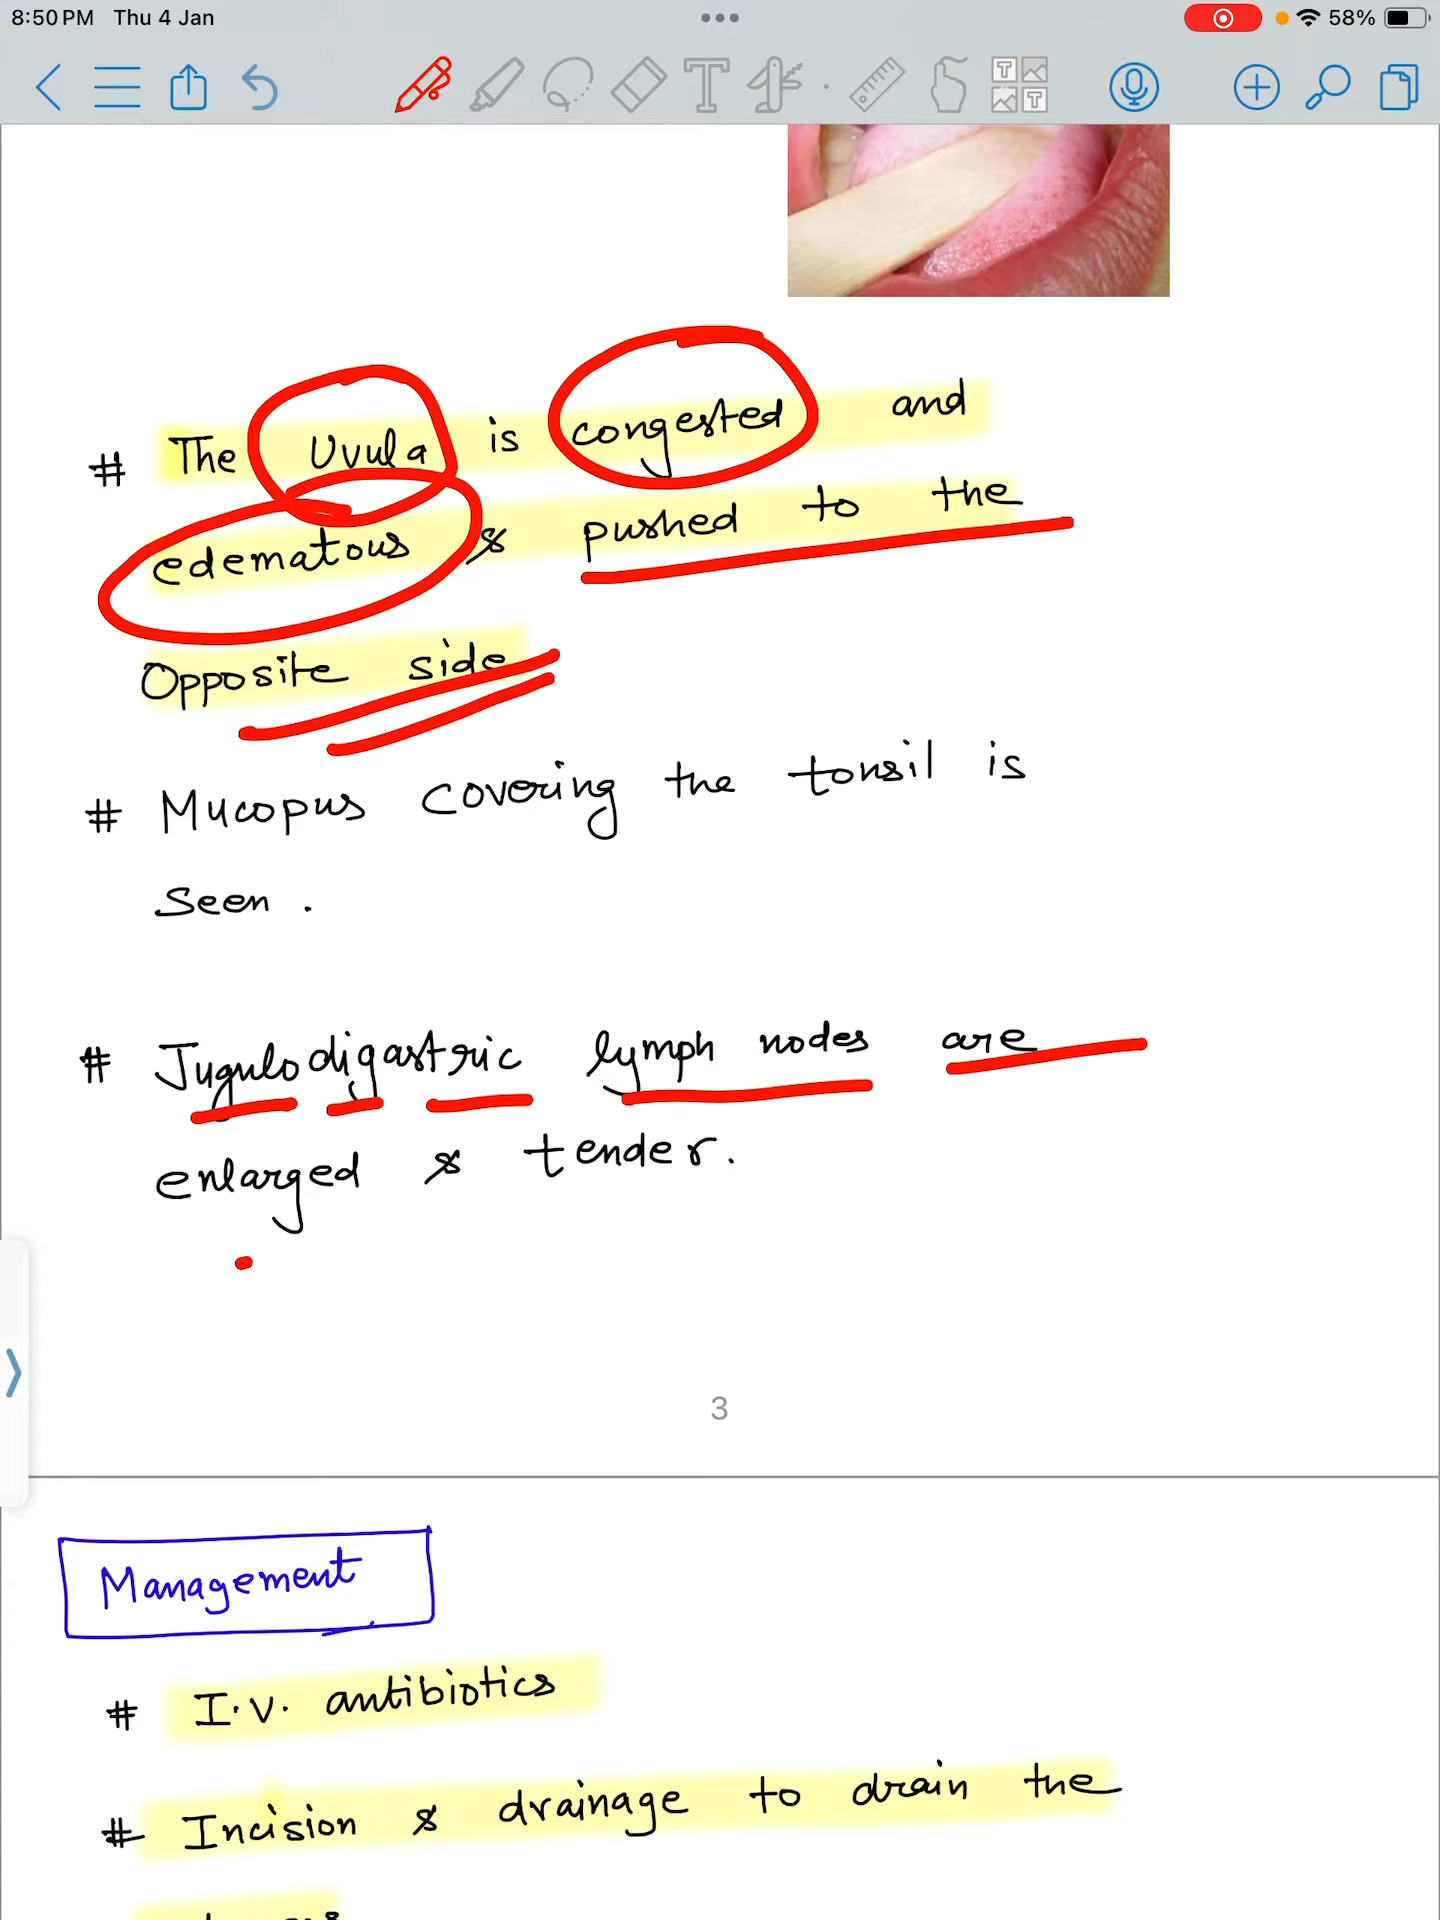 8:50 PM Thu 4 Jan
58%
# The Uvula is congested and
edematous & pushed to the
Opposite side
# Mucopus covering the tonsil is
seen .
# Jugulodigastric lymph nodes are
enlarged & tender.
3
Management
# I.V. antibiotics
# Incision & drainage to drain the